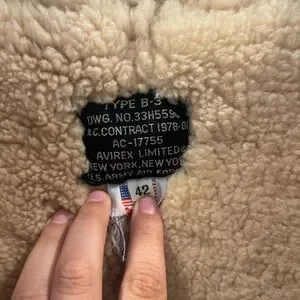 TYPE B-3
DWG. NO. 33H559
A.C. CONTRACT 1978-
AC-17755
AVIREX LIMITED
NEW YORK, NEW YOR
U.S. ARMY AIR FOR
42